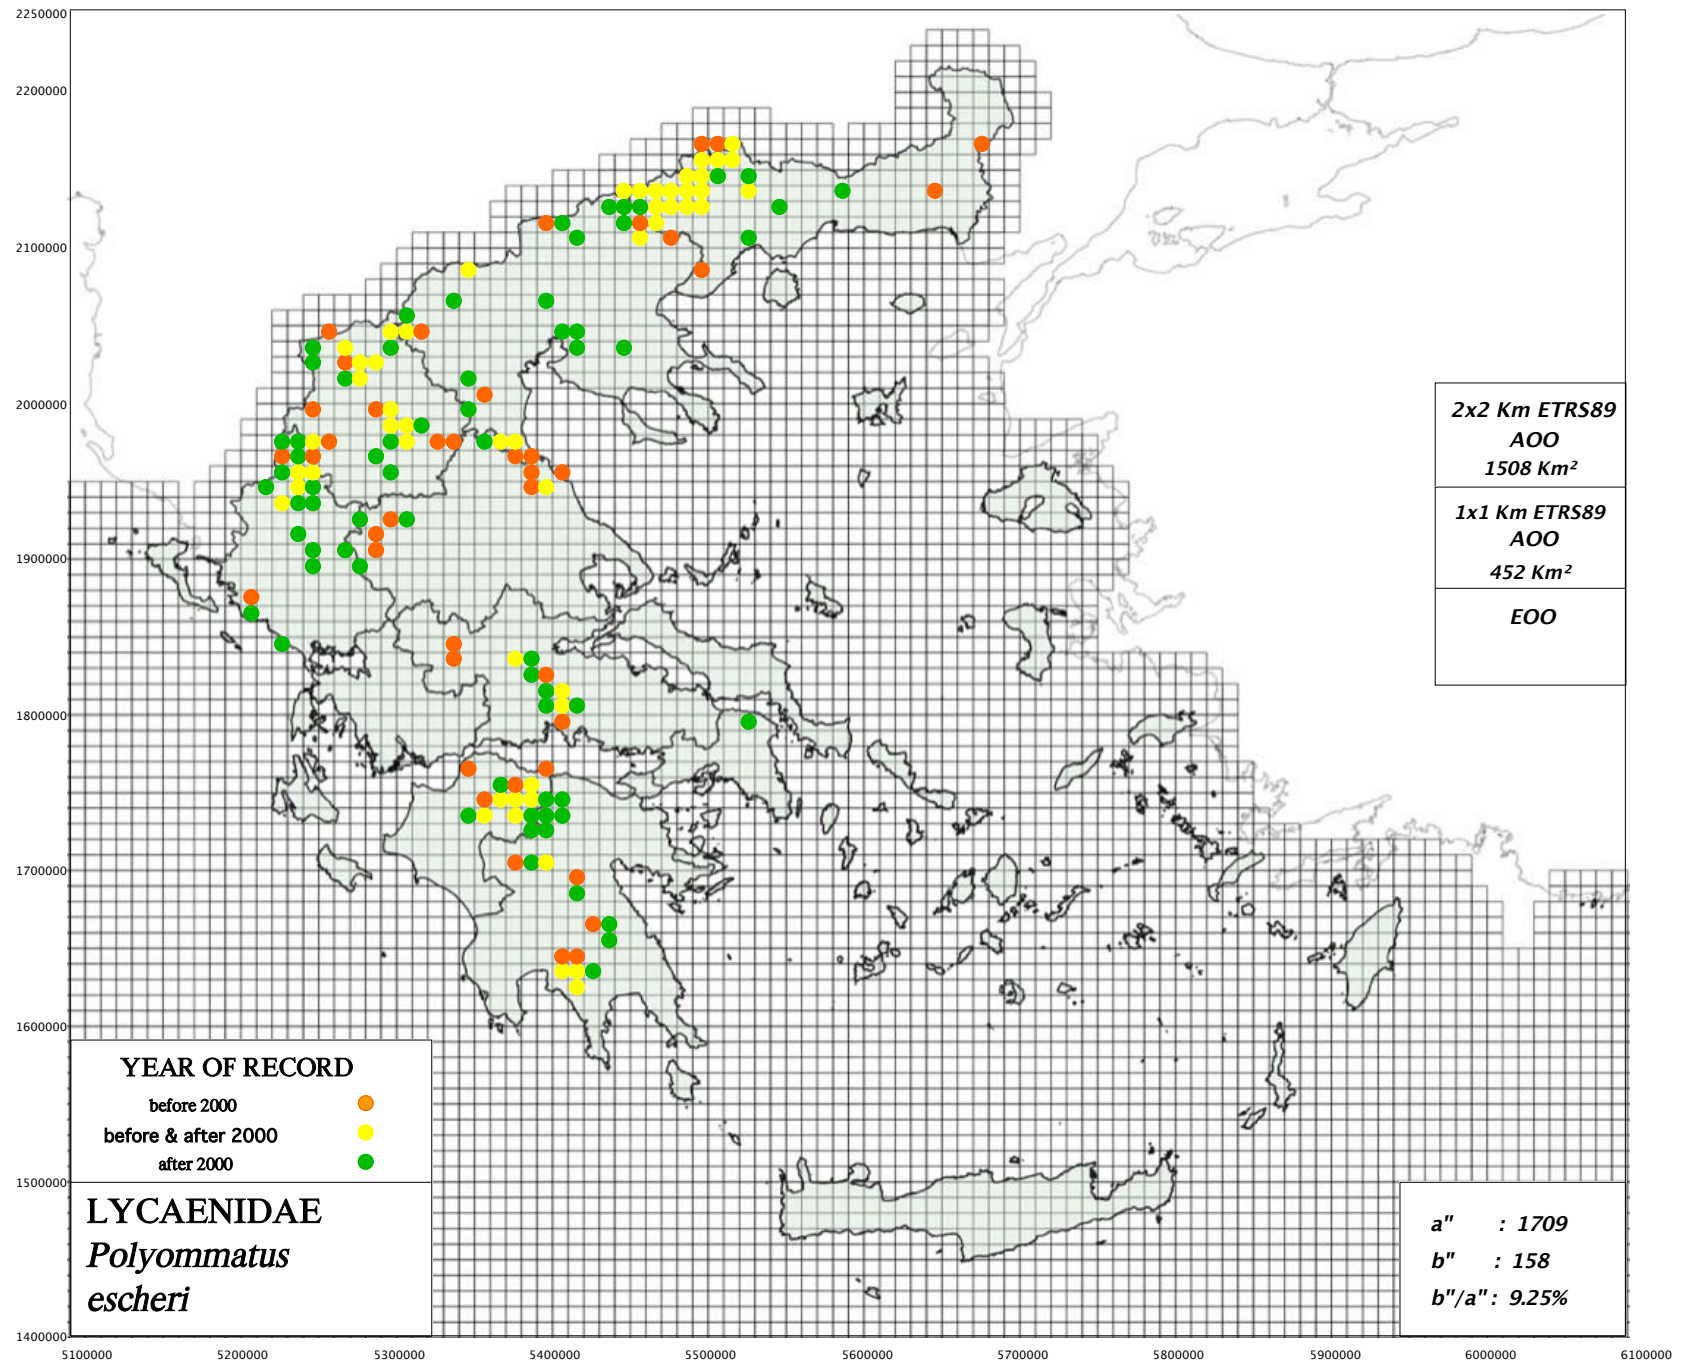 2250000
2200000
2100000
2000000
1900000
1800000
1700000
1600000
1500000
1400000
2x2 Km ETRS89
AOO
1508 Km²
1x1 Km ETRS89
AOO
452 Km²
EOO
YEAR OF RECORD
before 2000
before & after 2000
after 2000
LYCAENIDAE
Polyommatus
escheri
a" : 1709
b" : 158
b"/a" : 9.25%
5100000 5200000 5300000 5400000 5500000 5600000 5700000 5800000 5900000 6000000 6100000